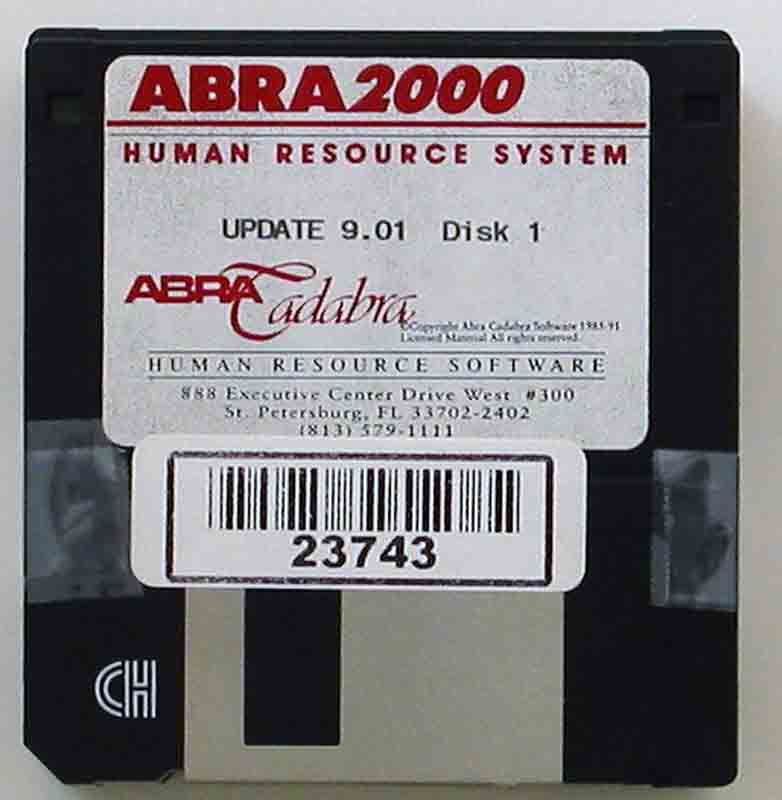 ABRA2000
HUMAN RESOURCE SYSTEM
UPDATE 9.01 Disk 1
ABRA Cadabra
©Copyright Abra Cadabra Software 1985-91
Licensed Material All rights reserved.
HUMAN RESOURCE SOFTWARE
888 Executive Center Drive West #300
St. Petersburg, FL 33702-2402
(813) 579-1111
23743
CH